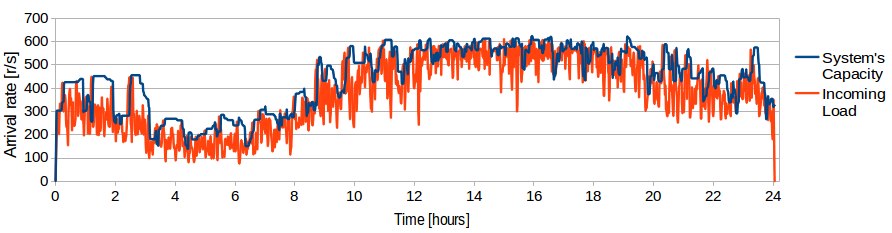 700
600
500
400
300
200
100
0
Arrival rate [r/s]
0 2 4 6 8 10 12 14 16 18 20 22 24
Time [hours]
System's
Capacity
Incoming
Load